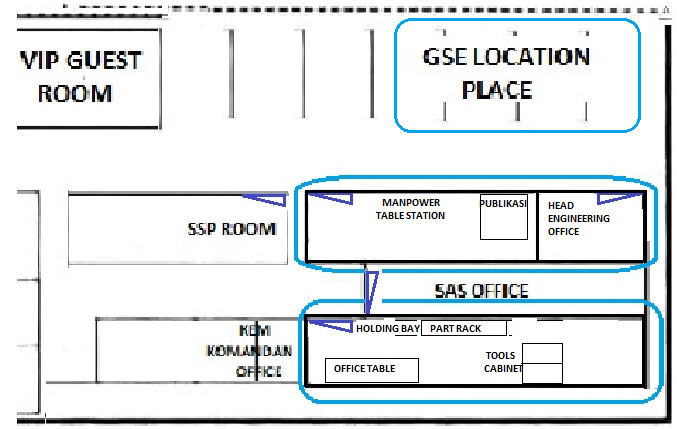 VIP GUEST
ROOM
GSE LOCATION
PLACE
SSP ROOM
MANPOWER
TABLE STATION
PUBLIKASI
HEAD
ENGINEERING
OFFICE
SAS OFFICE
REM
KOMANDAN
OFFICE
HOLDING BAY
PART RACK
OFFICE TABLE
TOOLS
CABINET